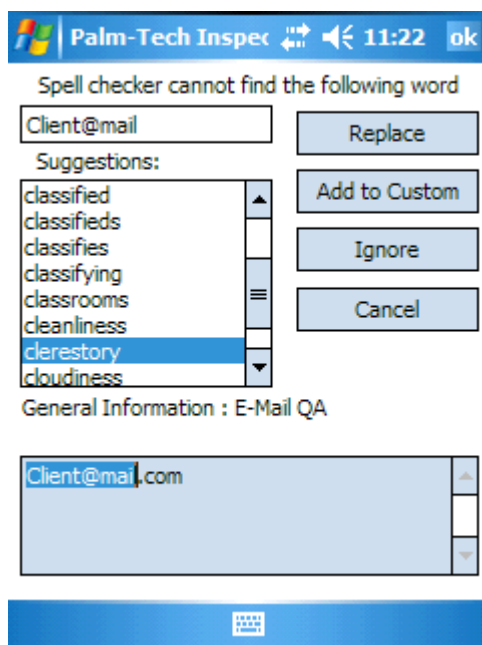 Palm-Tech Inspec 11:22 ok
Spell checker cannot find the following word
Client@mail
Replace
Suggestions:
Add to Custom
classified
classifieds
classifies
Ignore
classifying
classrooms
cleanliness
Cancel
clerestory
cloudiness
General Information : E-Mail QA
Client@mail.com